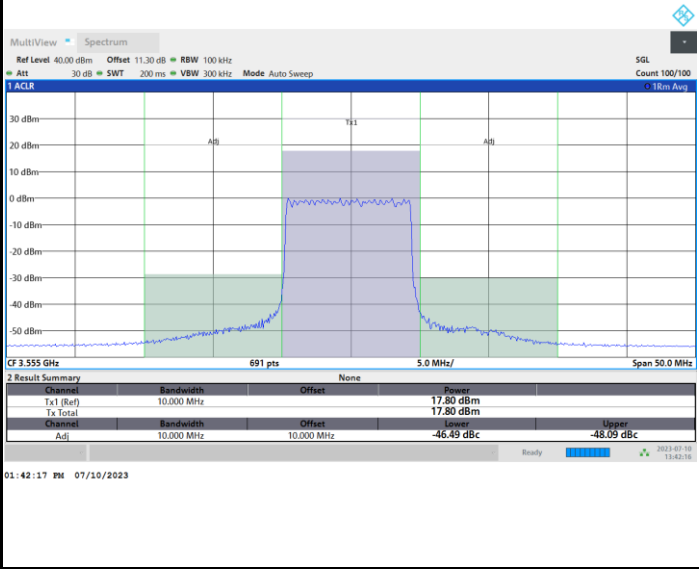 MultiView Spectrum
Ref Level 40.00 dBm Offset 11.30 dB RBW 100 kHz SGL
Att 30 dB SWT 200 ms VBW 300 kHz Mode Auto Sweep Count 100/100
1 ACLR 1Rm Avg
30 dBm
Tx1
20 dBm Adj Adj
10 dBm
0 dBm
-10 dBm
-20 dBm
-30 dBm
-40 dBm
-50 dBm
CF 3.555 GHz 691 pts 5.0 MHz/ Span 50.0 MHz
2 Result Summary None
Channel Bandwidth Offset Power
Tx1 (Ref) 10.000 MHz 17.80 dBm
Tx Total 17.80 dBm
Channel Bandwidth Offset Lower Upper
Adj 10.000 MHz 10.000 MHz -46.49 dBc -48.09 dBc
Ready 2023-07-10
13:42:16
01:42:17 PM 07/10/2023